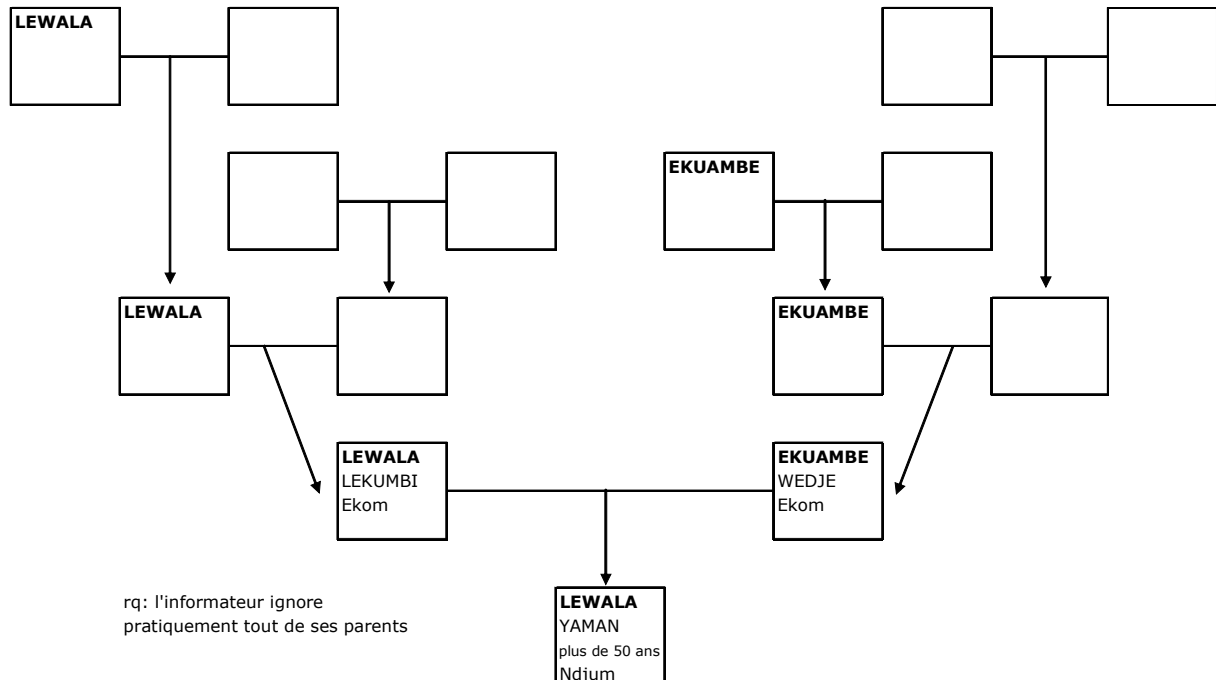 LEWALA
EKUAMBE
LEWALA
EKUAMBE
LEWALA
LEKUMBI
Ekom
EKUAMBE
WEDJE
Ekom
rq: l'informateur ignore
pratiquement tout de ses parents
LEWALA
YAMAN
plus de 50 ans
Ndjum